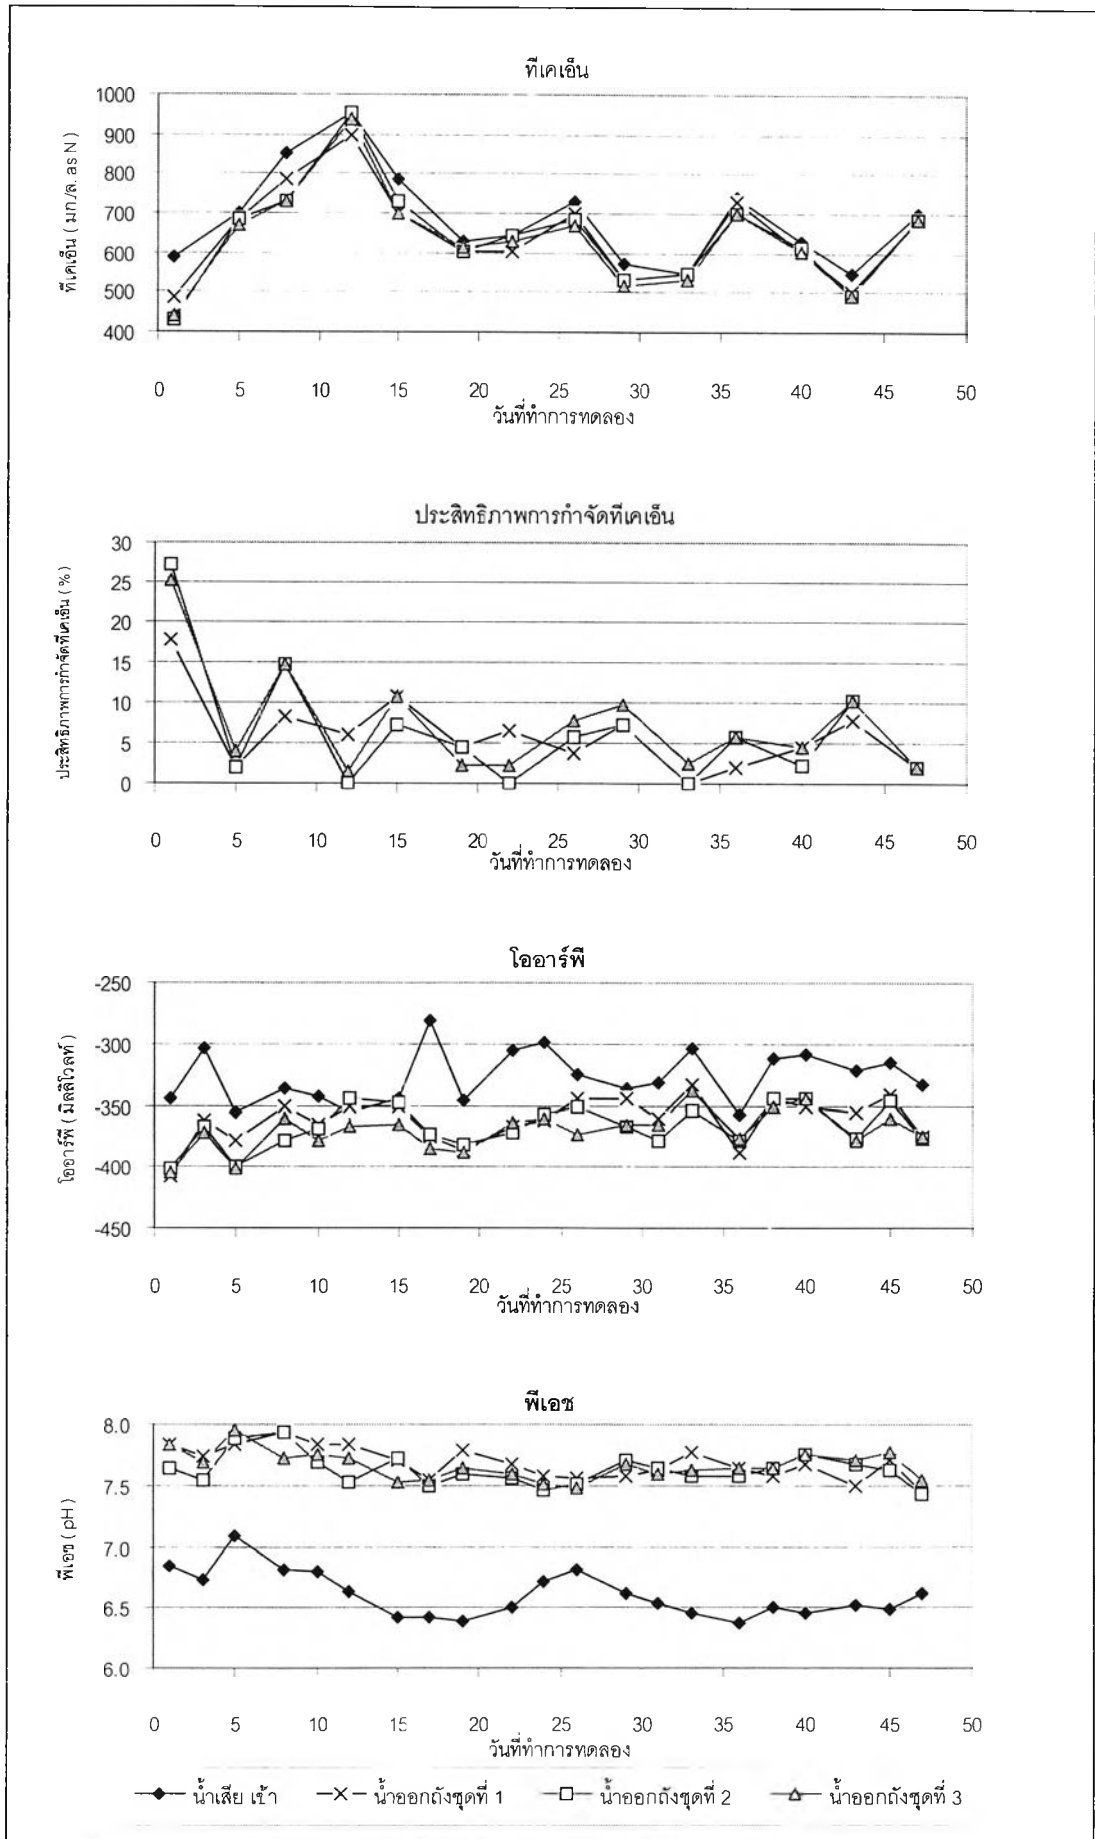 ทีเคเอ็น
ทีเคเอ็น ( มก/ล. as N )
1000
900
800
700
600
500
400
0 5 10 15 20 25 30 35 40 45 50
วันที่ทำการทดลอง
ประสิทธิภาพการกำจัดทีเคเอ็น
ประสิทธิภาพการกำจัดทีเคเอ็น ( % )
30
25
20
15
10
5
0
0 5 10 15 20 25 30 35 40 45 50
วันที่ทำการทดลอง
โออาร์พี
โออาร์พี ( มิลลิโวลท์ )
-250
-300
-350
-400
-450
0 5 10 15 20 25 30 35 40 45 50
วันที่ทำการทดลอง
พีเอช
พีเอช ( pH )
8.0
7.5
7.0
6.5
6.0
0 5 10 15 20 25 30 35 40 45 50
วันที่ทำการทดลอง
น้ำเสีย เข้า น้ำออกถังชุดที่ 1 น้ำออกถังชุดที่ 2 น้ำออกถังชุดที่ 3